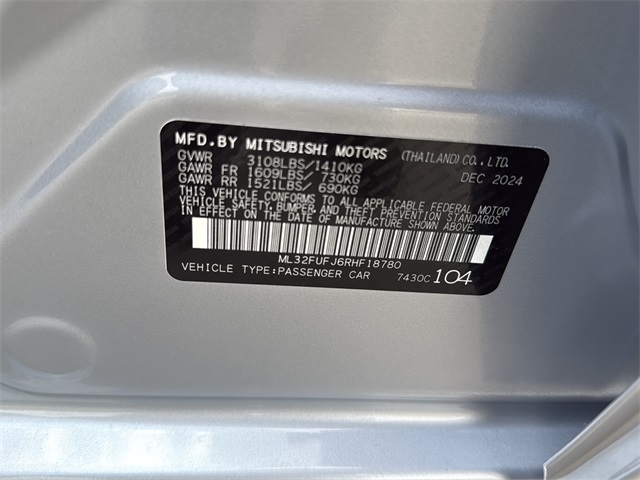 MFD.BY MITSUBISHI MOTORS (THAILAND) CO.,LTD.
GVWR 3108LBS/1410KG DEC 2024
GAWR FR 1609LBS/ 730KG
GAWR RR 1521LBS/ 690KG
THIS VEHICLE CONFORMS TO ALL APPLICABLE FEDERAL MOTOR
VEHICLE SAFETY, BUMPER, AND THEFT PREVENTION STANDARDS
IN EFFECT ON THE DATE OF MANUFACTURE SHOWN ABOVE.
ML32FUFJ6RHF18780
VEHICLE TYPE:PASSENGER CAR 7430C 104